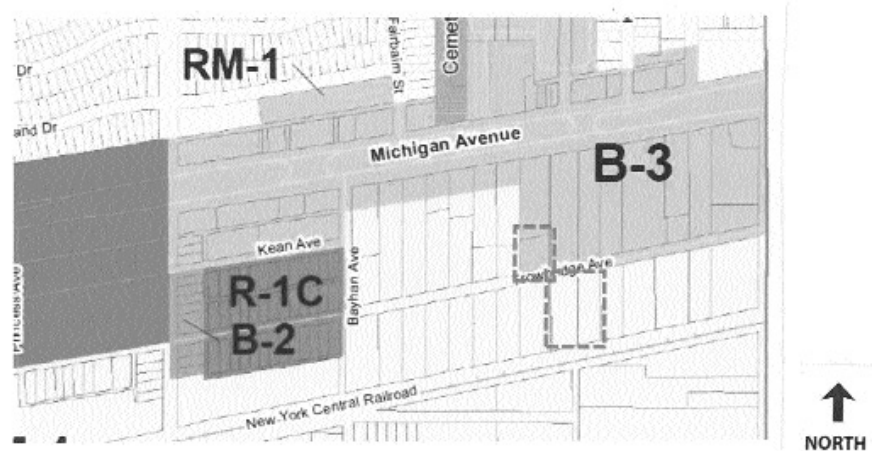 Dr
RM-1
Fairbairn St
Cemet
and Dr
Michigan Avenue
B-3
Kean Ave
Princess Ave
R-1C
Bayhan Ave
B-2
New York Central Railroad
NORTH